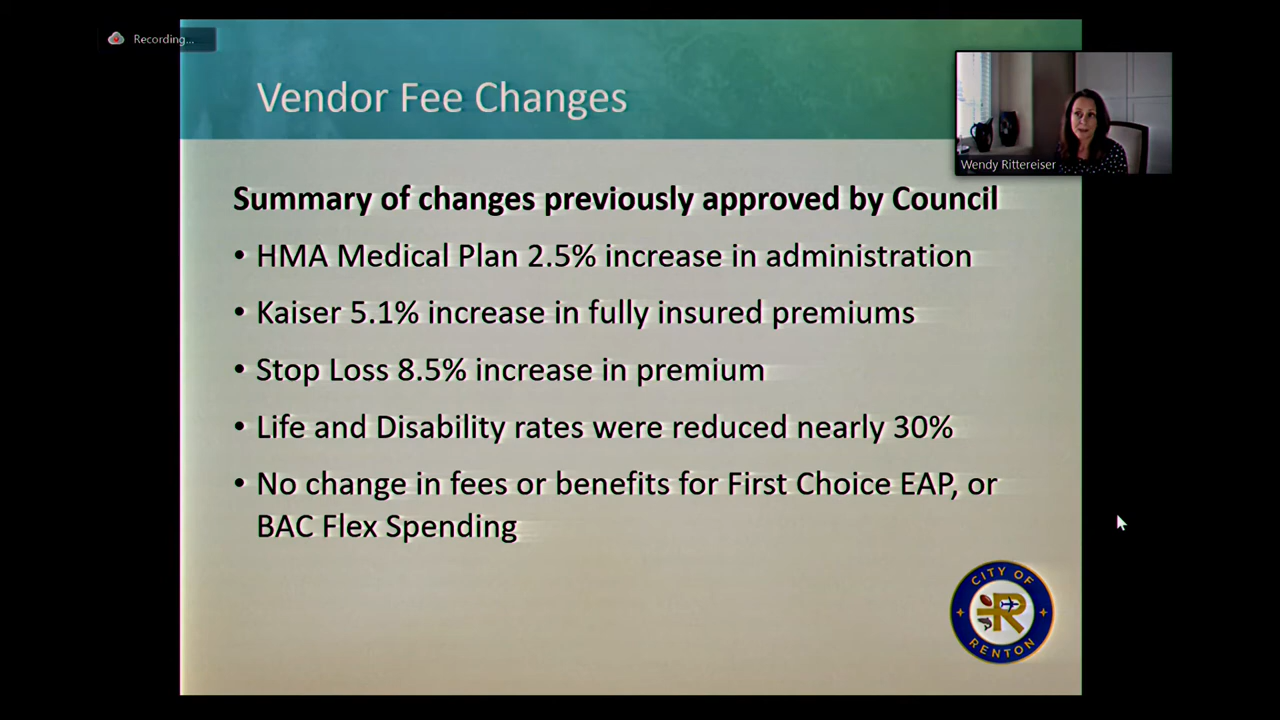 Recording...
Vendor Fee Changes
Wendy Rittereiser
Summary of changes previously approved by Council
• HMA Medical Plan 2.5% increase in administration
• Kaiser 5.1% increase in fully insured premiums
• Stop Loss 8.5% increase in premium
• Life and Disability rates were reduced nearly 30%
• No change in fees or benefits for First Choice EAP, or
BAC Flex Spending
CITY OF
R
RENTON